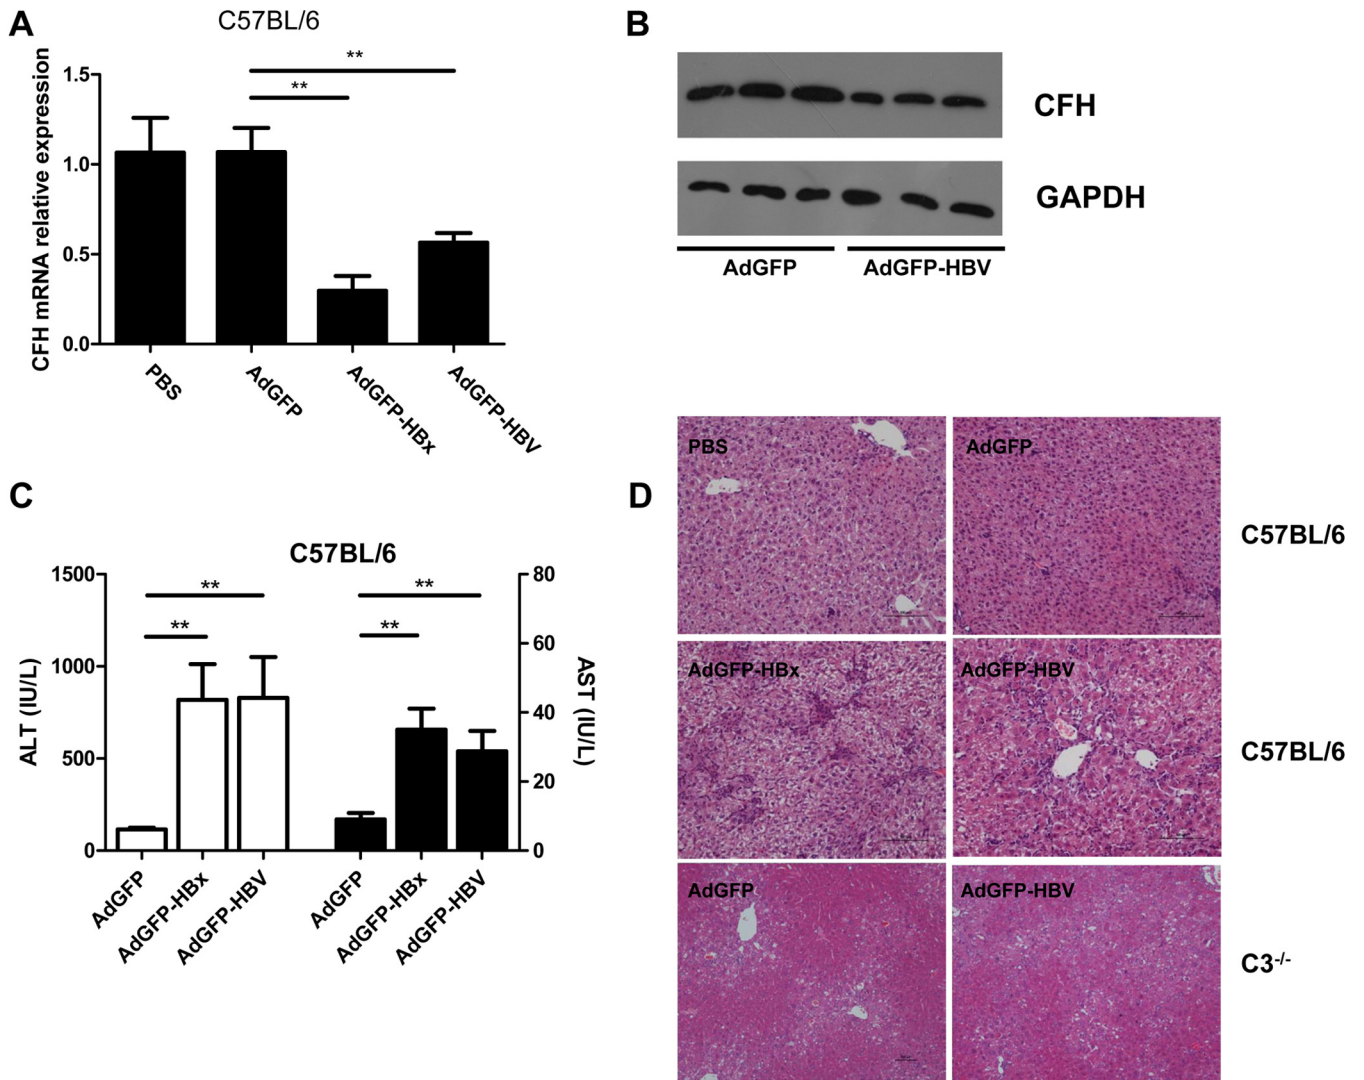 A
C57BL/6
**
**
CFH mRNA relative expression
1.5
1.0
0.5
0.0
PBS
AdGFP
AdGFP-HBx
AdGFP-HBV
B
CFH
GAPDH
AdGFP
AdGFP-HBV
C
C57BL/6
ALT (IU/L)
1500
1000
500
0
**
**
**
**
80
60
40
20
0
AST (IU/L)
AdGFP
AdGFP-HBx
AdGFP-HBV
AdGFP
AdGFP-HBx
AdGFP-HBV
D
PBS
AdGFP
C57BL/6
AdGFP-HBx
AdGFP-HBV
C57BL/6
AdGFP
AdGFP-HBV
C3-/-